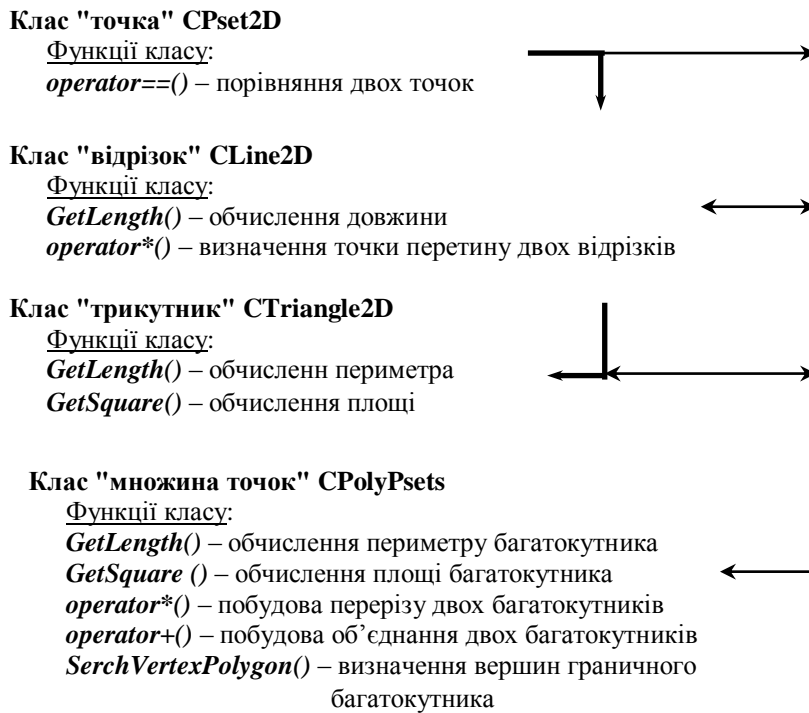 Клас "точка" CPset2D
Функції класу:
operator==() – порівняння двох точок
Клас "відрізок" CLine2D
Функції класу:
GetLength() – обчислення довжини
operator*() – визначення точки перетину двох відрізків
Клас "трикутник" CTriangle2D
Функції класу:
GetLength() – обчисленн периметра
GetSquare() – обчислення площі
Клас "множина точок" CPolyPsets
Функції класу:
GetLength() – обчислення периметру багатокутника
GetSquare () – обчислення площі багатокутника
operator*() – побудова перерізу двох багатокутників
operator+() – побудова об’єднання двох багатокутників
SerchVertexPolygon() – визначення вершин граничного
багатокутника